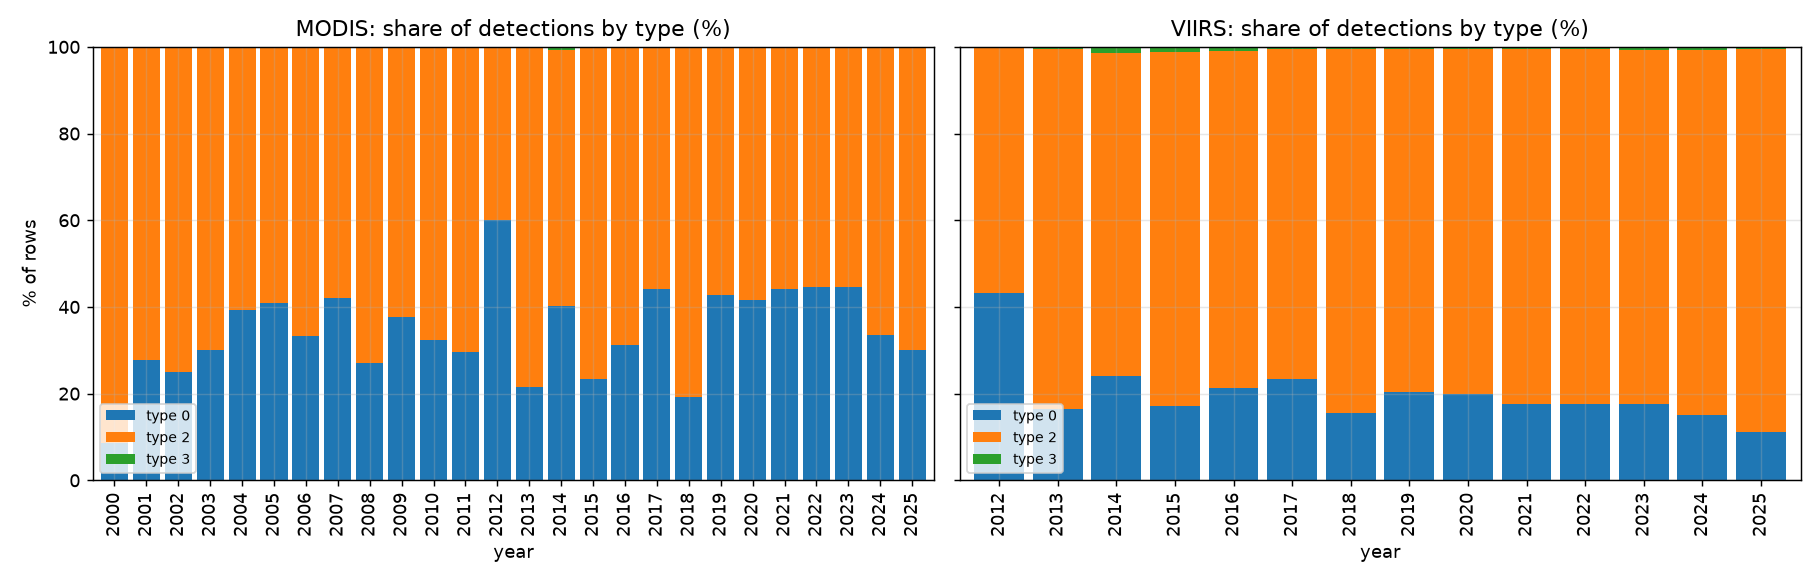 MODIS: share of detections by type (%)
% of rows
100
80
60
40
20
0
type 0
type 2
type 3
2000 2001 2002 2003 2004 2005 2006 2007 2008 2009 2010 2011 2012 2013 2014 2015 2016 2017 2018 2019 2020 2021 2022 2023 2024 2025
year
VIIRS: share of detections by type (%)
type 0
type 2
type 3
2012 2013 2014 2015 2016 2017 2018 2019 2020 2021 2022 2023 2024 2025
year